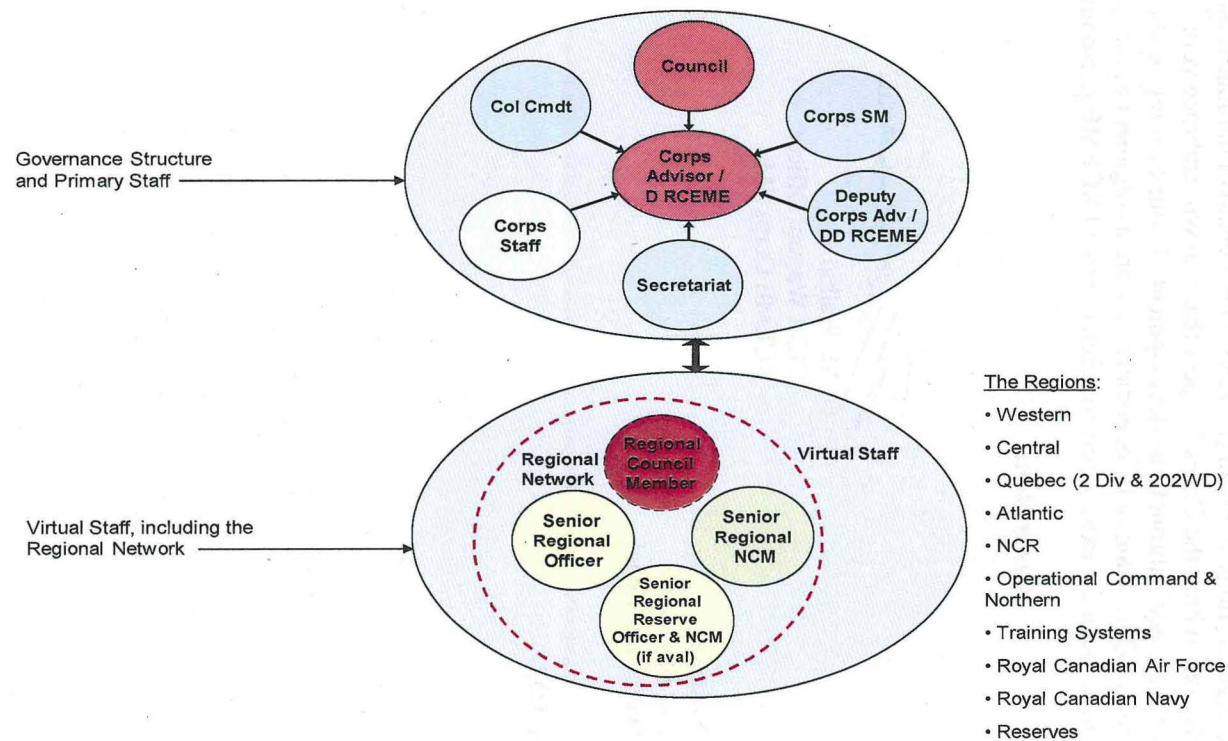 Council
Col Cmdt
Corps SM
Governance Structure
and Primary Staff
Corps
Advisor /
D RCEME
Deputy
Corps Adv /
DD RCEME
Corps
Staff
Secretariat
The Regions:
• Western
• Central
• Quebec (2 Div & 202WD)
• Atlantic
• NCR
• Operational Command &
Northern
• Training Systems
• Royal Canadian Air Force
• Royal Canadian Navy
• Reserves
Regional
Council
Member
Virtual Staff
Regional
Network
Senior
Regional
Officer
Senior
Regional
NCM
Virtual Staff, including the
Regional Network
Senior
Regional
Reserve
Officer & NCM
(if aval)